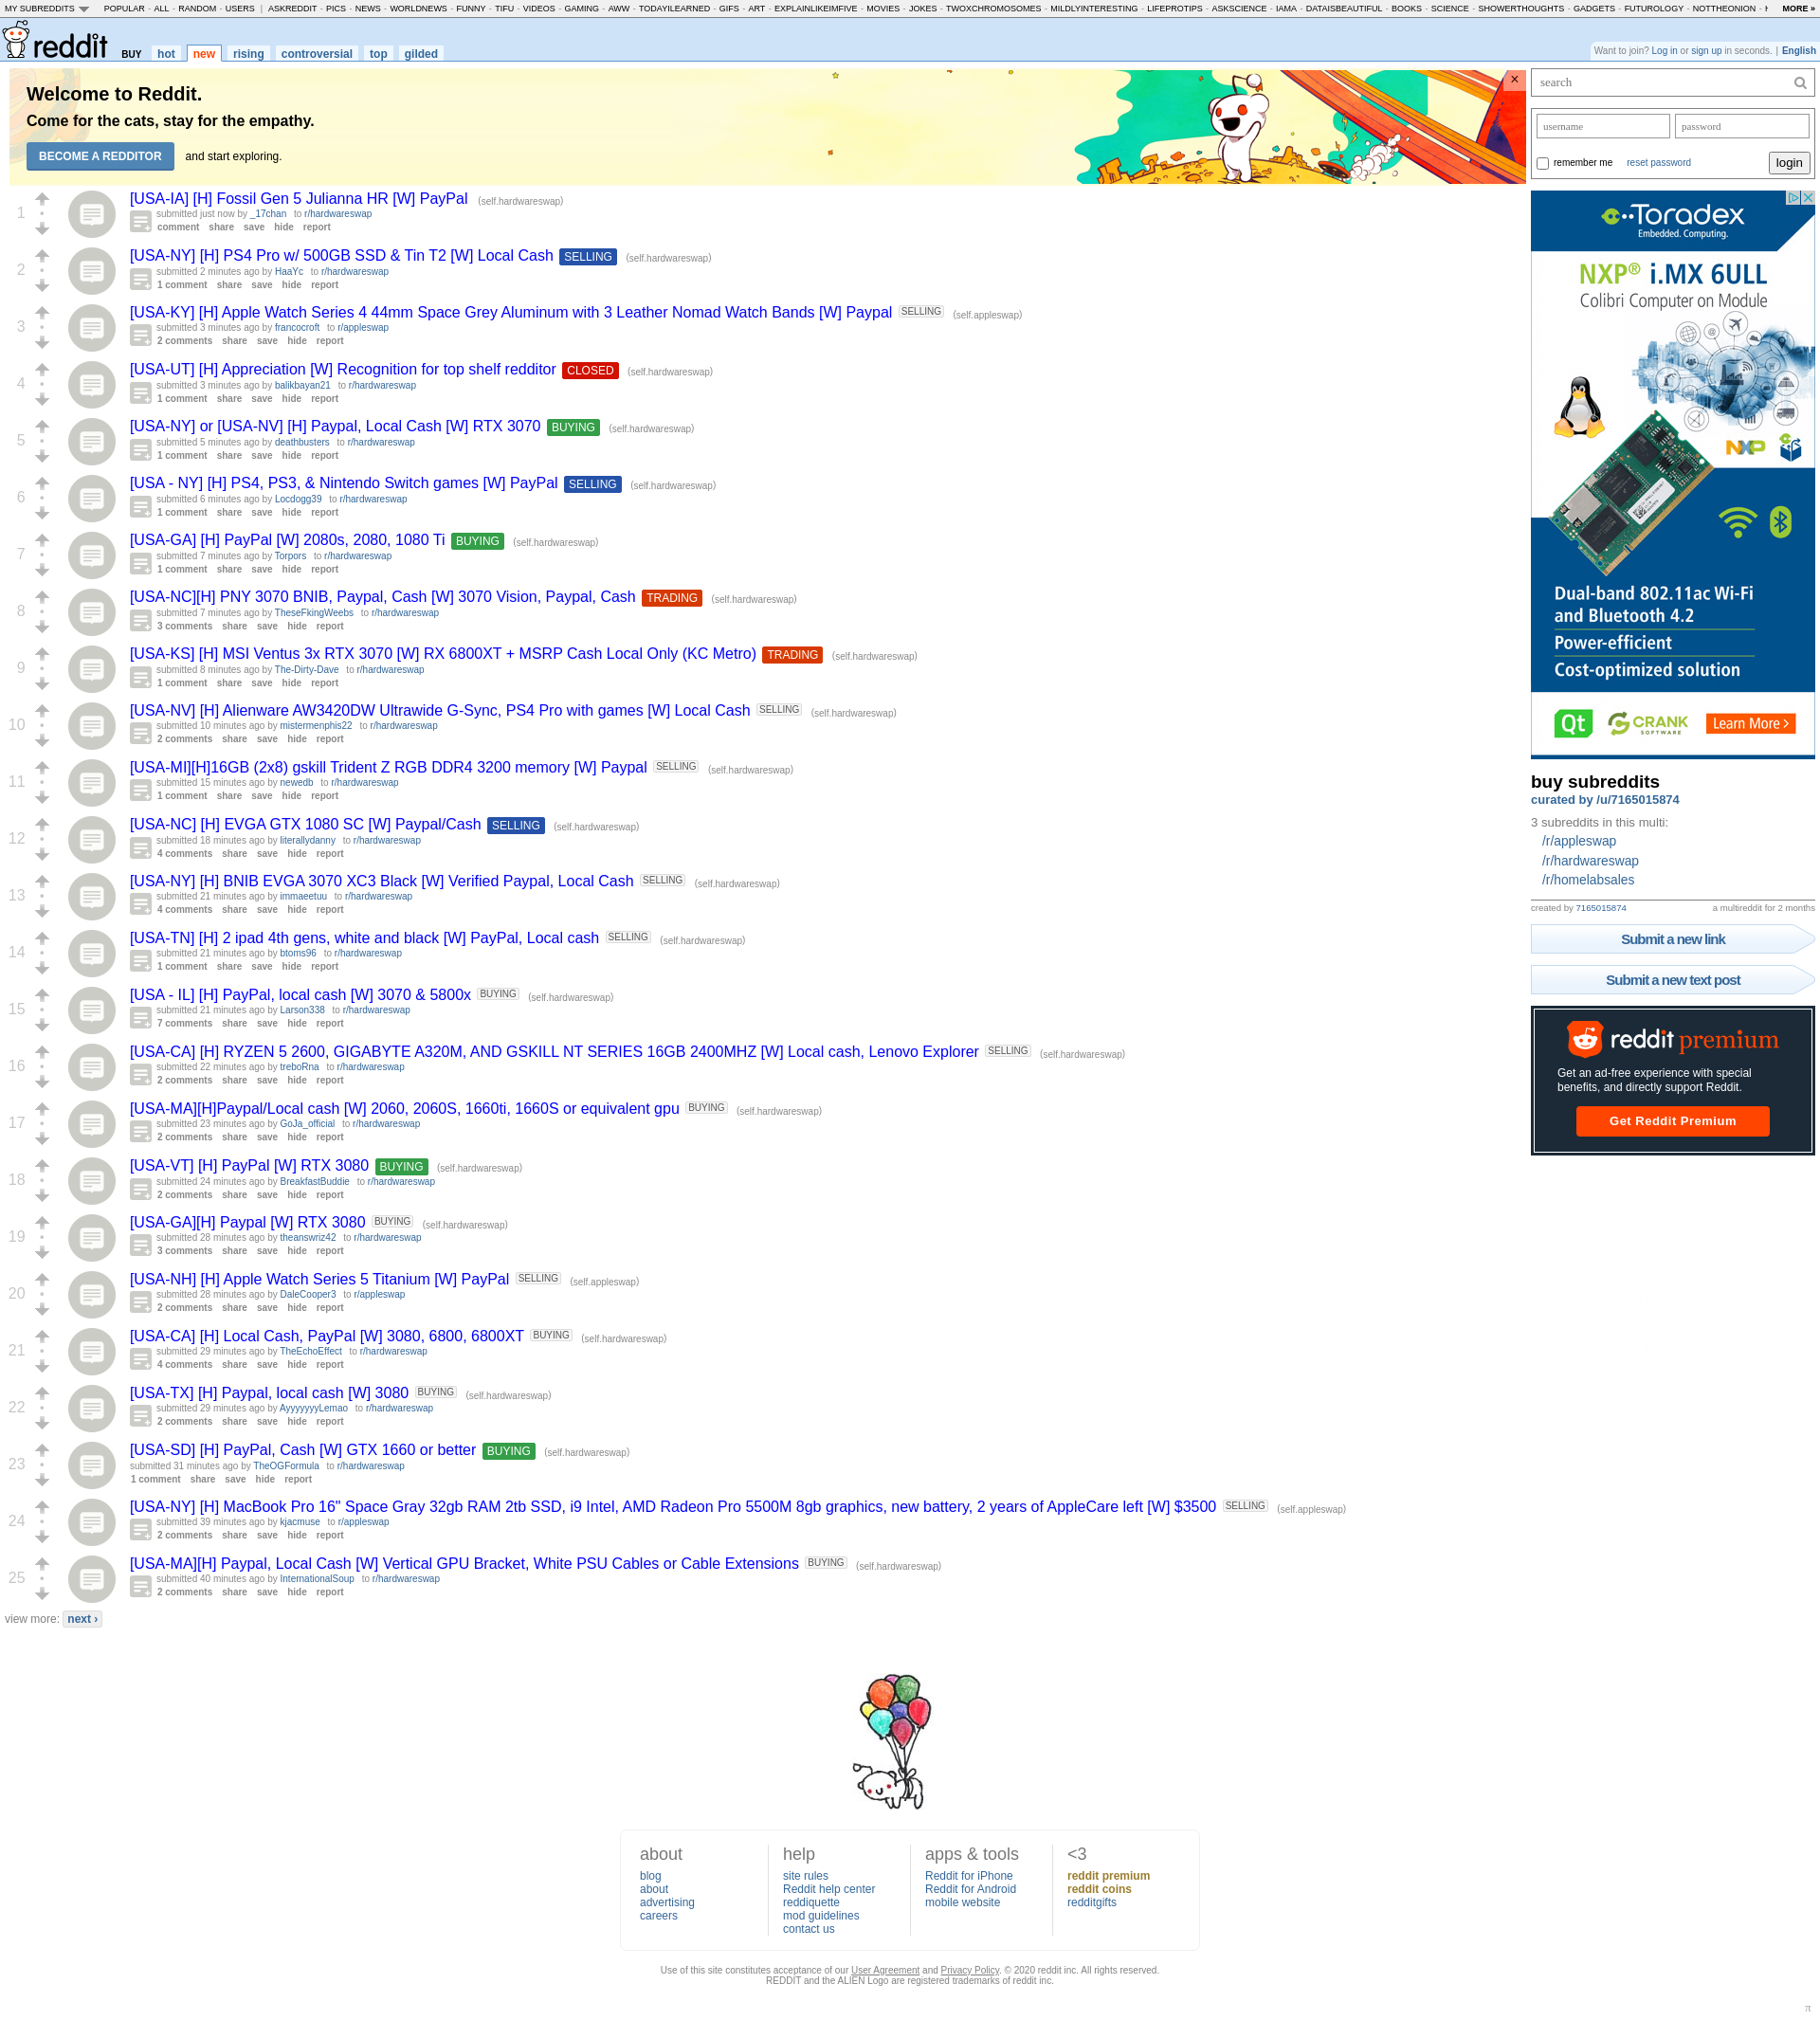 MY SUBREDDITS POPULAR - ALL - RANDOM - USERS | ASKREDDIT - PICS - NEWS - WORLDNEWS - FUNNY - TIFU - VIDEOS - GAMING - AWW - TODAYILEARNED - GIFS - ART - EXPLAINLIKEIMFIVE - MOVIES - JOKES - TWOXCHROMOSOMES - MILDLYINTERESTING - LIFEPROTIPS - ASKSCIENCE - IAMA - DATAISBEAUTIFUL - BOOKS - SCIENCE - SHOWERTHOUGHTS - GADGETS - FUTUROLOGY - NOTTHEONION - MORE »
reddit BUY hot new rising controversial top gilded
Want to join? Log in or sign up in seconds. | English
Welcome to Reddit.
Come for the cats, stay for the empathy.
BECOME A REDDITOR and start exploring.
×
1 [USA-IA] [H] Fossil Gen 5 Julianna HR [W] PayPal (self.hardwareswap)
submitted just now by _17chan to r/hardwareswap
comment share save hide report
2 [USA-NY] [H] PS4 Pro w/ 500GB SSD & Tin T2 [W] Local Cash SELLING (self.hardwareswap)
submitted 2 minutes ago by HaaYc to r/hardwareswap
1 comment share save hide report
3 [USA-KY] [H] Apple Watch Series 4 44mm Space Grey Aluminum with 3 Leather Nomad Watch Bands [W] Paypal SELLING (self.appleswap)
submitted 3 minutes ago by francocroft to r/appleswap
2 comments share save hide report
4 [USA-UT] [H] Appreciation [W] Recognition for top shelf redditor CLOSED (self.hardwareswap)
submitted 3 minutes ago by balikbayan21 to r/hardwareswap
1 comment share save hide report
5 [USA-NY] or [USA-NV] [H] Paypal, Local Cash [W] RTX 3070 BUYING (self.hardwareswap)
submitted 5 minutes ago by deathbusters to r/hardwareswap
1 comment share save hide report
6 [USA - NY] [H] PS4, PS3, & Nintendo Switch games [W] PayPal SELLING (self.hardwareswap)
submitted 6 minutes ago by Locdogg39 to r/hardwareswap
1 comment share save hide report
7 [USA-GA] [H] PayPal [W] 2080s, 2080, 1080 Ti BUYING (self.hardwareswap)
submitted 7 minutes ago by Torpors to r/hardwareswap
1 comment share save hide report
8 [USA-NC][H] PNY 3070 BNIB, Paypal, Cash [W] 3070 Vision, Paypal, Cash TRADING (self.hardwareswap)
submitted 7 minutes ago by TheseFkingWeebs to r/hardwareswap
3 comments share save hide report
9 [USA-KS] [H] MSI Ventus 3x RTX 3070 [W] RX 6800XT + MSRP Cash Local Only (KC Metro) TRADING (self.hardwareswap)
submitted 8 minutes ago by The-Dirty-Dave to r/hardwareswap
1 comment share save hide report
10 [USA-NV] [H] Alienware AW3420DW Ultrawide G-Sync, PS4 Pro with games [W] Local Cash SELLING (self.hardwareswap)
submitted 10 minutes ago by mistermenphis22 to r/hardwareswap
2 comments share save hide report
11 [USA-MI][H]16GB (2x8) gskill Trident Z RGB DDR4 3200 memory [W] Paypal SELLING (self.hardwareswap)
submitted 15 minutes ago by newedb to r/hardwareswap
1 comment share save hide report
12 [USA-NC] [H] EVGA GTX 1080 SC [W] Paypal/Cash SELLING (self.hardwareswap)
submitted 18 minutes ago by literallydanny to r/hardwareswap
4 comments share save hide report
13 [USA-NY] [H] BNIB EVGA 3070 XC3 Black [W] Verified Paypal, Local Cash SELLING (self.hardwareswap)
submitted 21 minutes ago by immaeetuu to r/hardwareswap
4 comments share save hide report
14 [USA-TN] [H] 2 ipad 4th gens, white and black [W] PayPal, Local cash SELLING (self.hardwareswap)
submitted 21 minutes ago by btoms96 to r/hardwareswap
1 comment share save hide report
15 [USA - IL] [H] PayPal, local cash [W] 3070 & 5800x BUYING (self.hardwareswap)
submitted 21 minutes ago by Larson338 to r/hardwareswap
7 comments share save hide report
16 [USA-CA] [H] RYZEN 5 2600, GIGABYTE A320M, AND GSKILL NT SERIES 16GB 2400MHZ [W] Local cash, Lenovo Explorer SELLING (self.hardwareswap)
submitted 22 minutes ago by treboRna to r/hardwareswap
2 comments share save hide report
17 [USA-MA][H]Paypal/Local cash [W] 2060, 2060S, 1660ti, 1660S or equivalent gpu BUYING (self.hardwareswap)
submitted 23 minutes ago by GoJa_official to r/hardwareswap
2 comments share save hide report
18 [USA-VT] [H] PayPal [W] RTX 3080 BUYING (self.hardwareswap)
submitted 24 minutes ago by BreakfastBuddie to r/hardwareswap
2 comments share save hide report
19 [USA-GA][H] Paypal [W] RTX 3080 BUYING (self.hardwareswap)
submitted 28 minutes ago by theanswriz42 to r/hardwareswap
3 comments share save hide report
20 [USA-NH] [H] Apple Watch Series 5 Titanium [W] PayPal SELLING (self.appleswap)
submitted 28 minutes ago by DaleCooper3 to r/appleswap
2 comments share save hide report
21 [USA-CA] [H] Local Cash, PayPal [W] 3080, 6800, 6800XT BUYING (self.hardwareswap)
submitted 29 minutes ago by TheEchoEffect to r/hardwareswap
4 comments share save hide report
22 [USA-TX] [H] Paypal, local cash [W] 3080 BUYING (self.hardwareswap)
submitted 29 minutes ago by AyyyyyyyLemao to r/hardwareswap
2 comments share save hide report
23 [USA-SD] [H] PayPal, Cash [W] GTX 1660 or better BUYING (self.hardwareswap)
submitted 31 minutes ago by TheOGFormula to r/hardwareswap
1 comment share save hide report
24 [USA-NY] [H] MacBook Pro 16" Space Gray 32gb RAM 2tb SSD, i9 Intel, AMD Radeon Pro 5500M 8gb graphics, new battery, 2 years of AppleCare left [W] $3500 SELLING (self.appleswap)
submitted 39 minutes ago by kjacmuse to r/appleswap
2 comments share save hide report
25 [USA-MA][H] Paypal, Local Cash [W] Vertical GPU Bracket, White PSU Cables or Cable Extensions BUYING (self.hardwareswap)
submitted 40 minutes ago by InternationalSoup to r/hardwareswap
2 comments share save hide report
view more: next ›
search
username password
remember me reset password login
Toradex
Embedded. Computing.
NXP® i.MX 6ULL
Colibri Computer on Module
NXP
Dual-band 802.11ac Wi-Fi
and Bluetooth 4.2
Power-efficient
Cost-optimized solution
Qt CRANK SOFTWARE Learn More >
buy subreddits
curated by /u/7165015874
3 subreddits in this multi:
/r/appleswap
/r/hardwareswap
/r/homelabsales
created by 7165015874 a multireddit for 2 months
Submit a new link
Submit a new text post
reddit premium
Get an ad-free experience with special
benefits, and directly support Reddit.
Get Reddit Premium
about
blog
about
advertising
careers
help
site rules
Reddit help center
reddiquette
mod guidelines
contact us
apps & tools
Reddit for iPhone
Reddit for Android
mobile website
<3
reddit premium
reddit coins
redditgifts
Use of this site constitutes acceptance of our User Agreement and Privacy Policy. © 2020 reddit inc. All rights reserved.
REDDIT and the ALIEN Logo are registered trademarks of reddit inc.
π